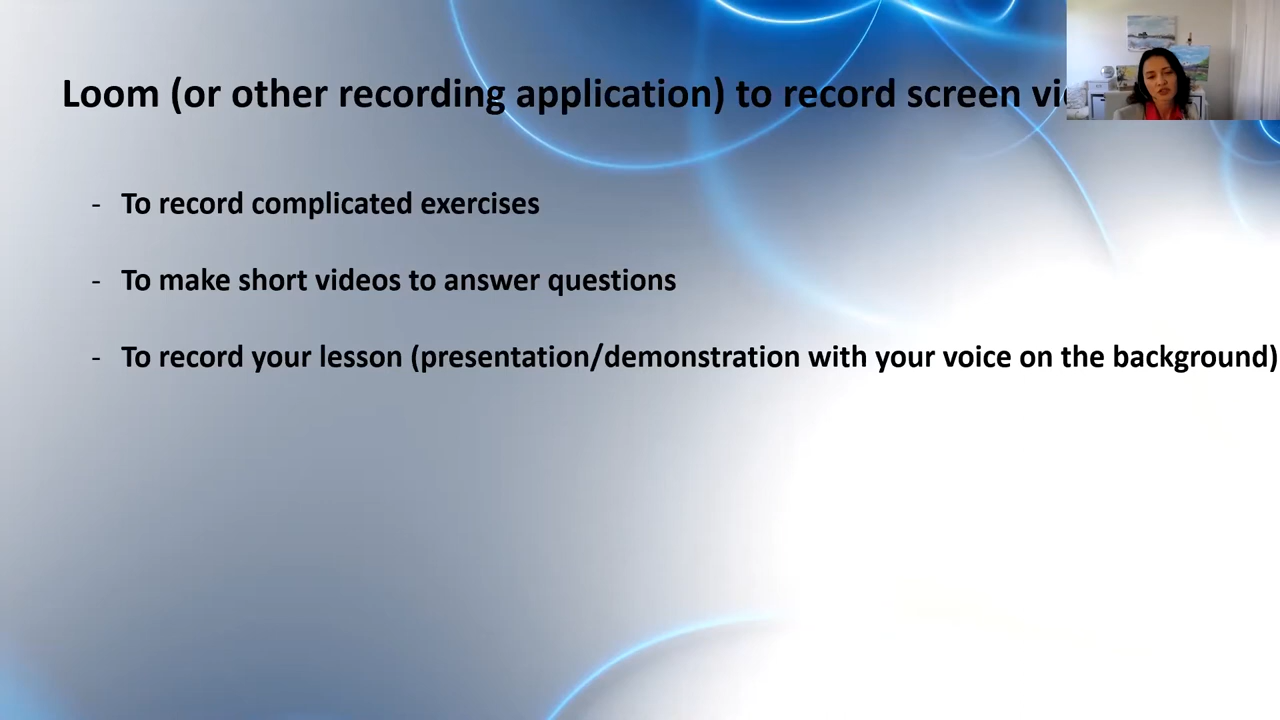 Loom (or other recording application) to record screen
- To record complicated exercises
- To make short videos to answer questions
- To record your lesson (presentation/demonstration with your voice on the background)